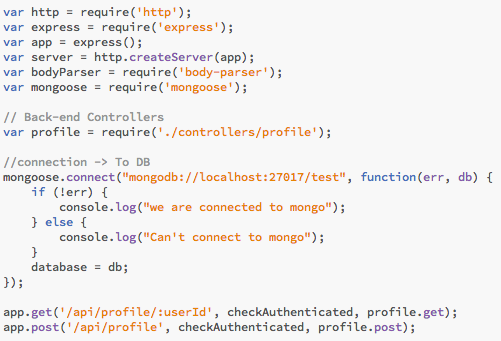 var http = require('http');
var express = require('express');
var app = express();
var server = http.createServer(app);
var bodyParser = require('body-parser');
var mongoose = require('mongoose');

// Back-end Controllers
var profile = require('./controllers/profile');

//connection -> To DB
mongoose.connect("mongodb://localhost:27017/test", function(err, db) {
    if (!err) {
        console.log("we are connected to mongo");
    } else {
        console.log("Can't connect to mongo");
    }
    database = db;
});

app.get('/api/profile/:userId', checkAuthenticated, profile.get);
app.post('/api/profile', checkAuthenticated, profile.post);